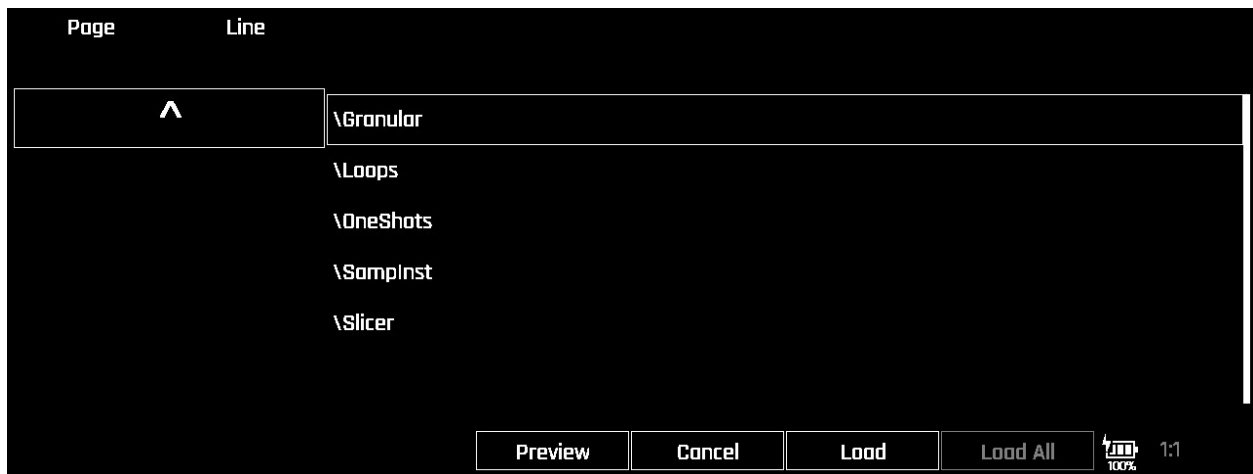 Page Line
^
\Granular
\Loops
\OneShots
\SampInst
\Slicer
Preview Cancel Load Load All 100% 1:1